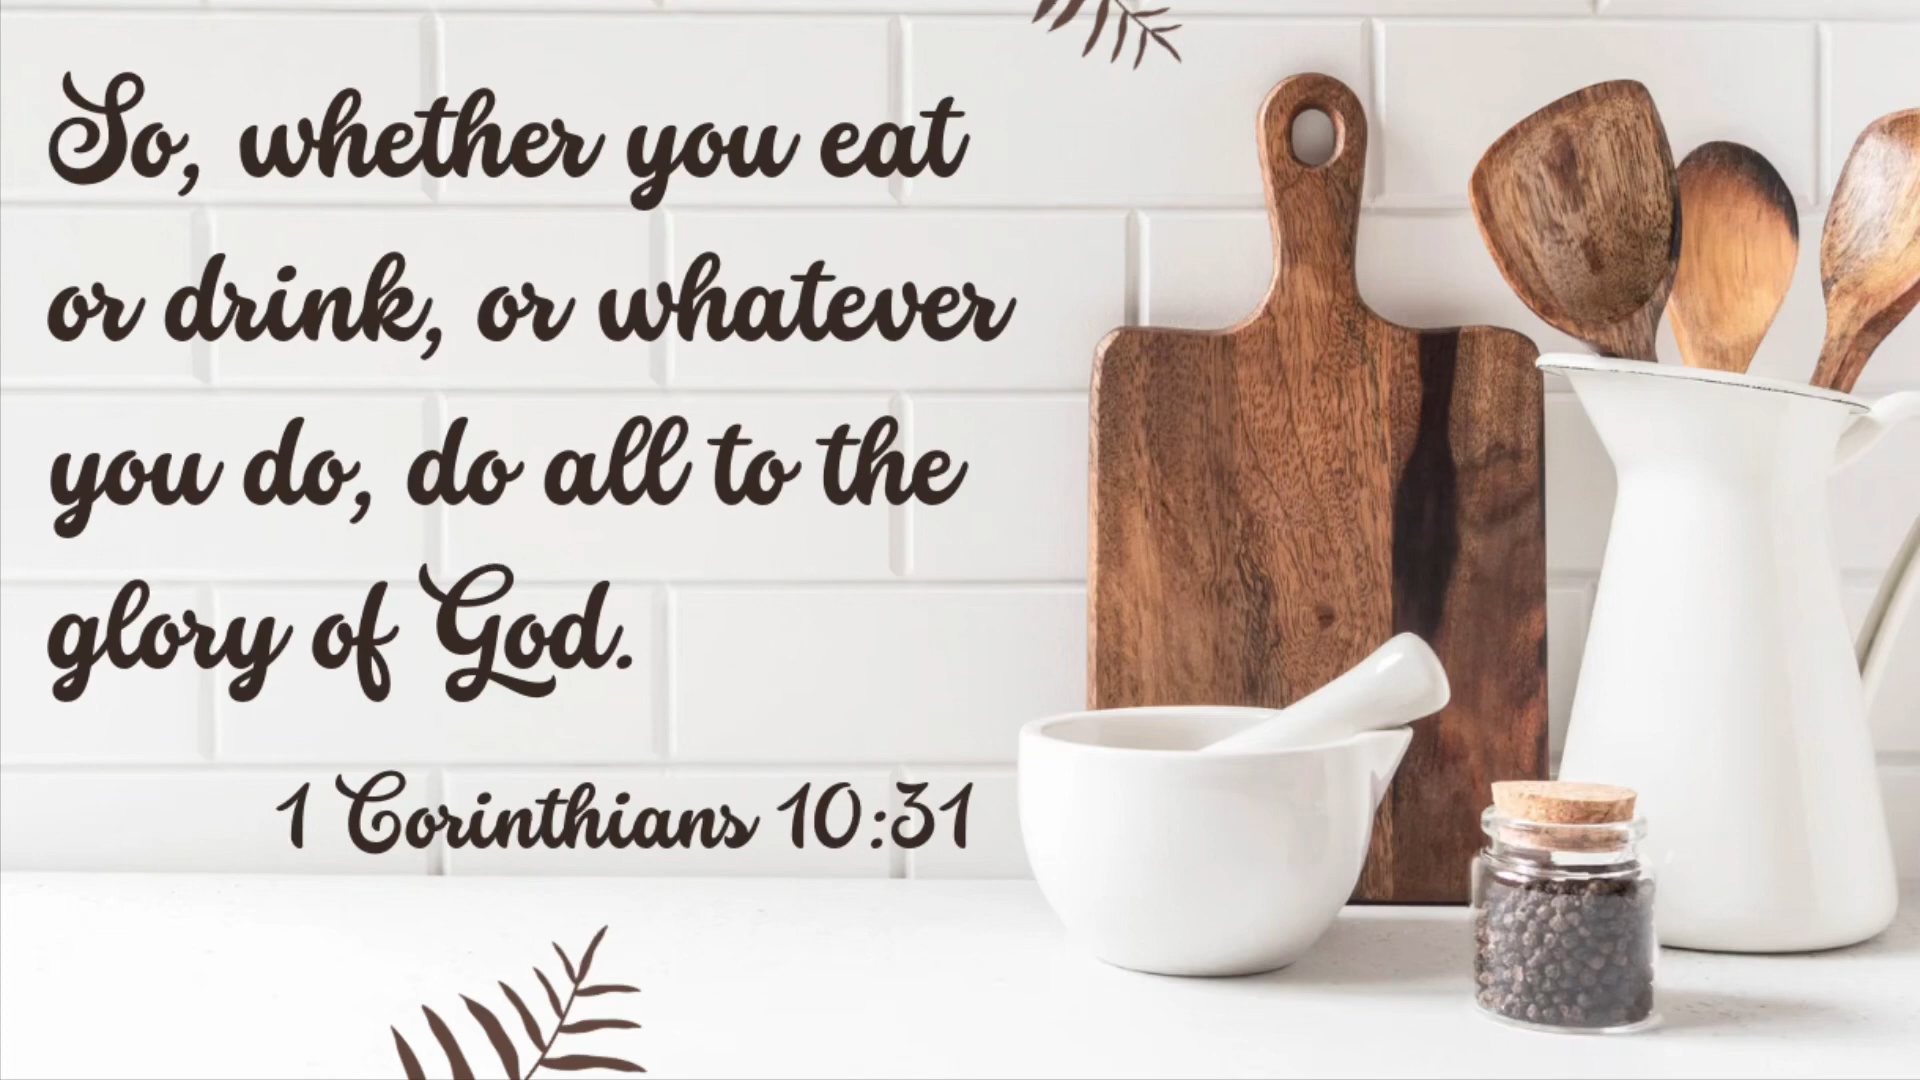 So, whether you eat
or drink, or whatever
you do, do all to the
glory of God.
1 Corinthians 10:31